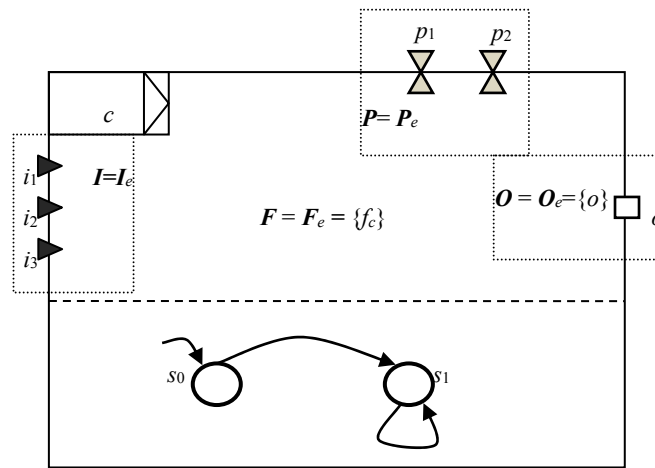 p1 p2
c
P= Pe
i1
I=Ie
i2
i3
O = Oe={o}
F = Fe = {fc}
s0
s1